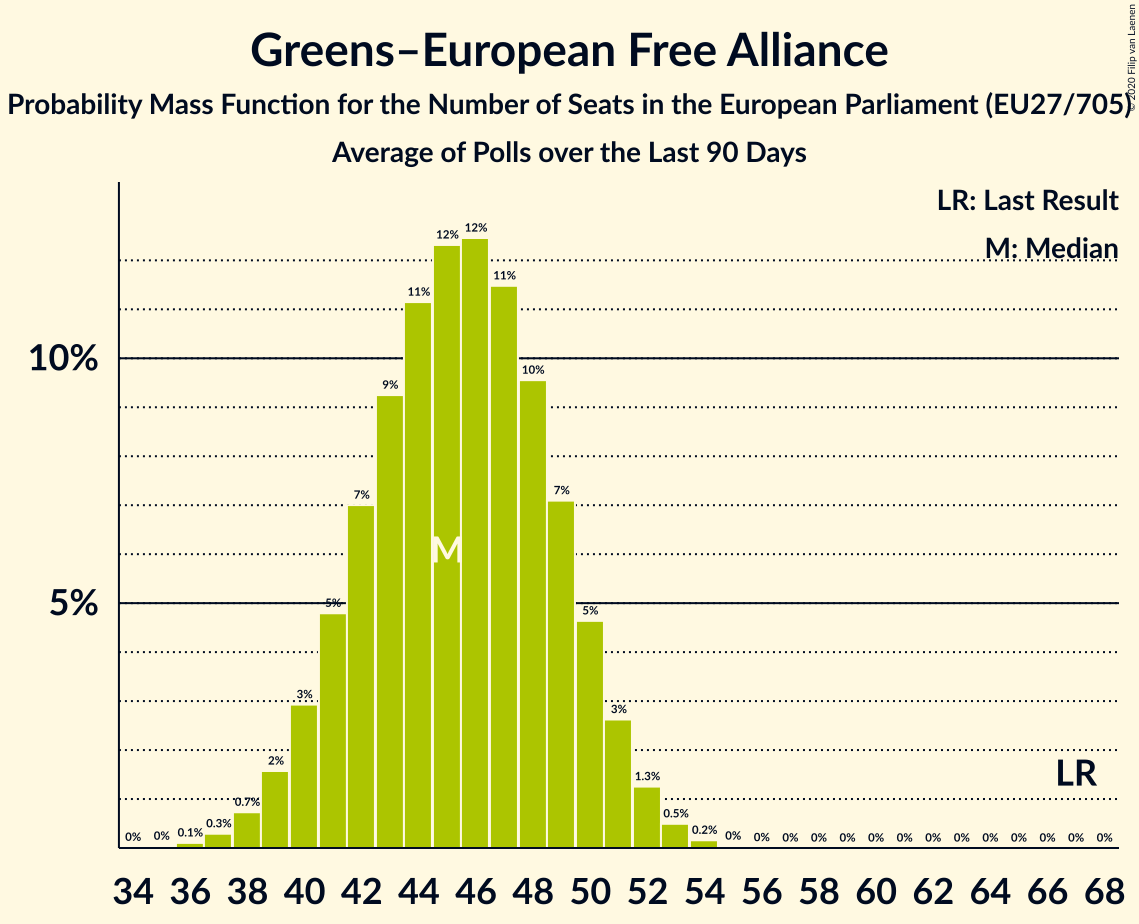 Greens–European Free Alliance
Probability Mass Function for the Number of Seats in the European Parliament (EU27/705)
Average of Polls over the Last 90 Days
© 2020 Filip van Laenen
LR: Last Result
M: Median
10%
5%
0% 0% 0.1% 0.3% 0.7% 2% 3% 5% 7% 9% 11% 12% 12% 11% 10% 7% 5% 3% 1.3% 0.5% 0.2% 0% 0% 0% 0% 0% 0% 0% 0% 0% 0% 0% 0% 0% 0%
M
LR
34 36 38 40 42 44 46 48 50 52 54 56 58 60 62 64 66 68